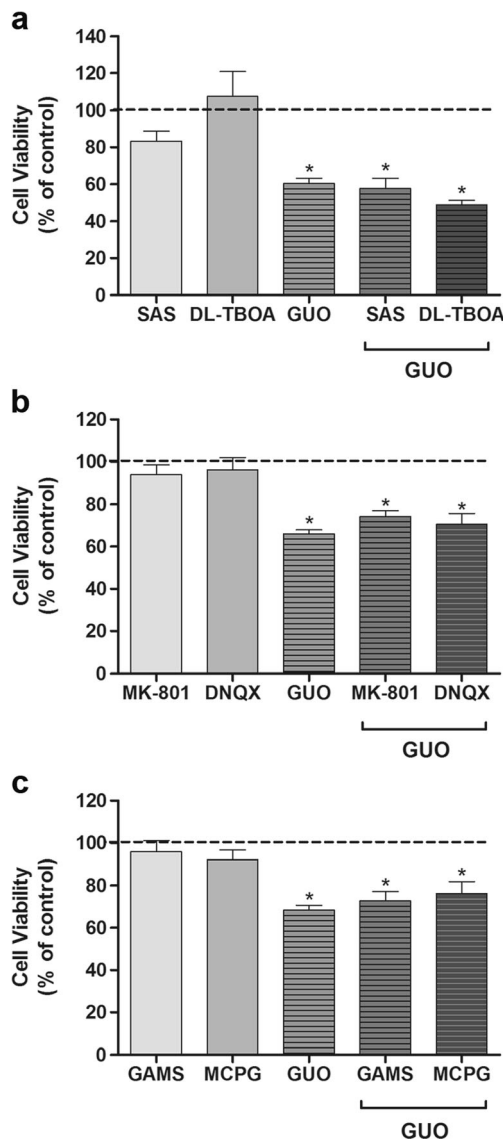 a
Cell Viability
(% of control)
140
120
100
80
60
40
20
0
* * *
SAS DL-TBOA GUO SAS DL-TBOA
GUO
b
Cell Viability
(% of control)
120
100
80
60
40
20
0
* * *
MK-801 DNQX GUO MK-801 DNQX
GUO
c
Cell Viability
(% of control)
120
100
80
60
40
20
0
* * *
GAMS MCPG GUO GAMS MCPG
GUO